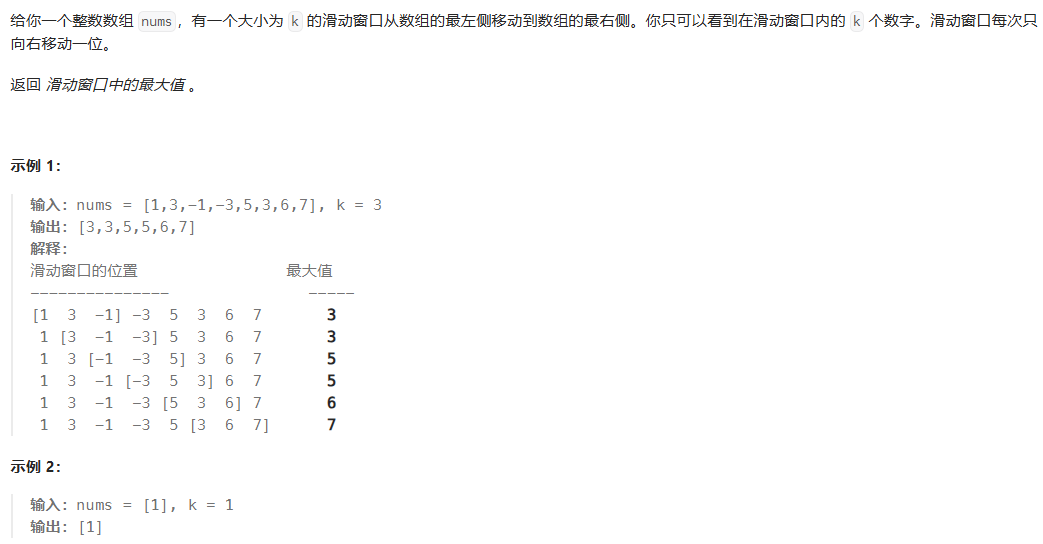 给你一个整数数组 nums，有一个大小为 k 的滑动窗口从数组的最左侧移动到数组的最右侧。你只可以看到在滑动窗口内的 k 个数字。滑动窗口每次只
向右移动一位。
返回 滑动窗口中的最大值 。
示例 1：
输入：nums = [1,3,-1,-3,5,3,6,7], k = 3
输出：[3,3,5,5,6,7]
解释：
滑动窗口的位置                最大值
---------------               -----
[1  3  -1] -3  5  3  6  7       3
 1 [3  -1  -3] 5  3  6  7       3
 1  3 [-1  -3  5] 3  6  7       5
 1  3  -1 [-3  5  3] 6  7       5
 1  3  -1  -3 [5  3  6] 7       6
 1  3  -1  -3  5 [3  6  7]      7
示例 2：
输入：nums = [1], k = 1
输出：[1]